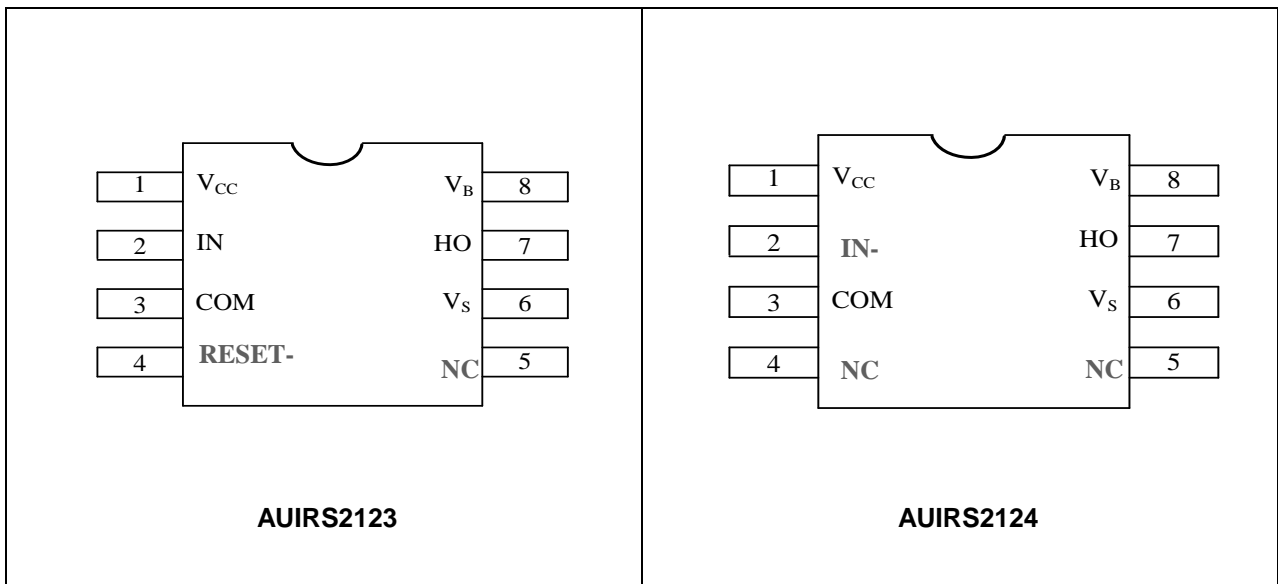 1 V_CC V_B 8
2 IN HO 7
3 COM V_S 6
4 RESET- NC 5
AUIRS2123
1 V_CC V_B 8
2 IN- HO 7
3 COM V_S 6
4 NC NC 5
AUIRS2124